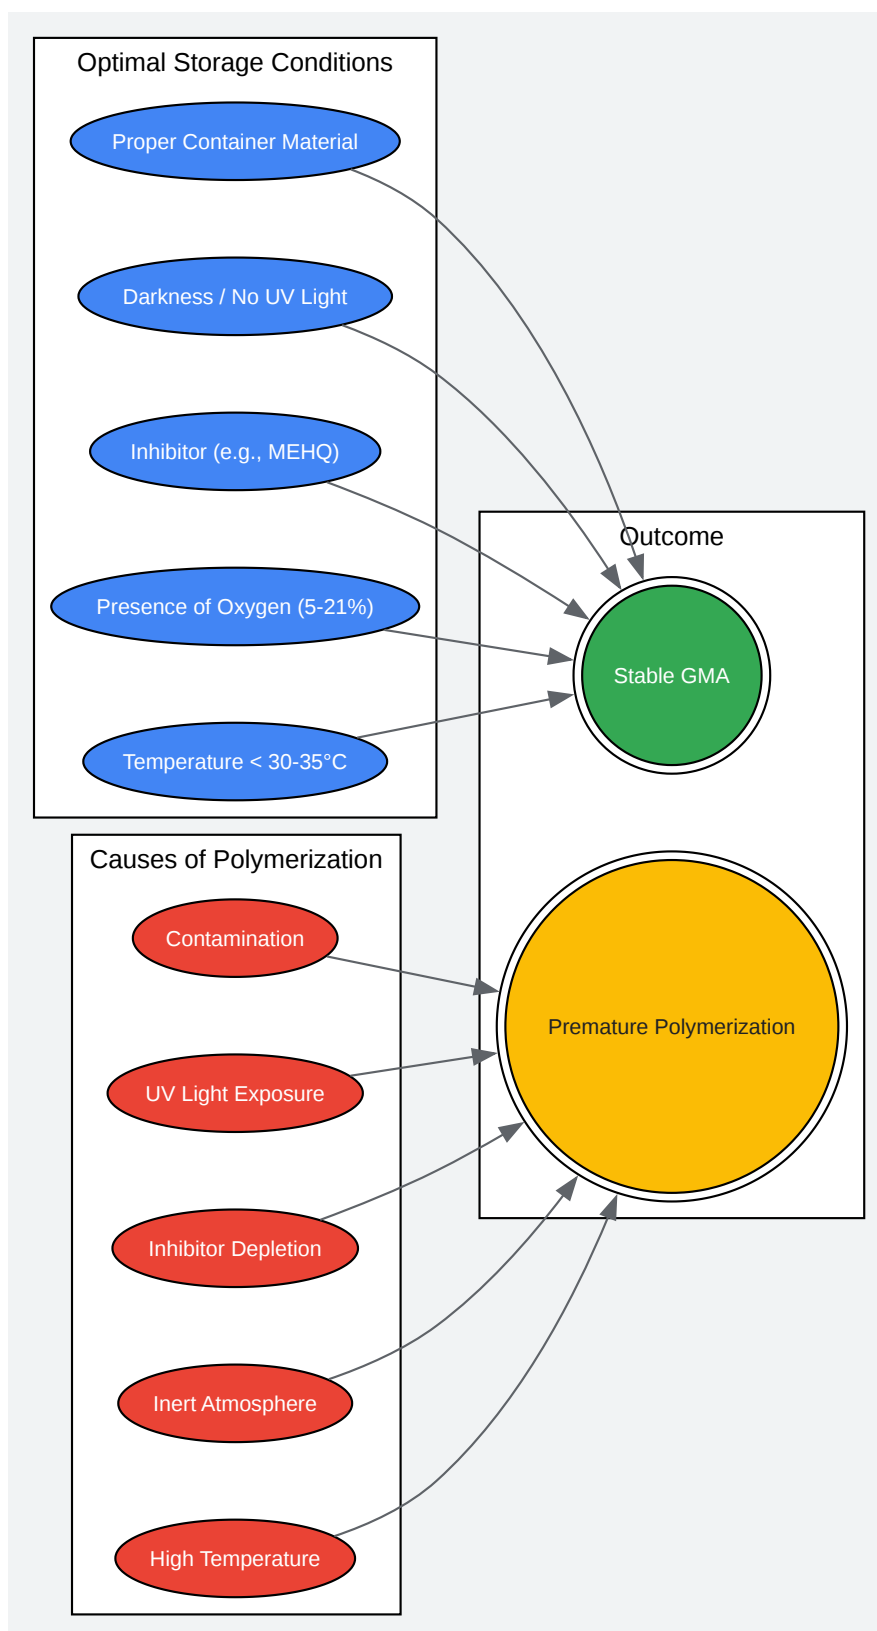 Optimal Storage Conditions
Proper Container Material
Darkness / No UV Light
Inhibitor (e.g., MEHQ)
Presence of Oxygen (5-21%)
Temperature < 30-35°C
Outcome
Stable GMA
Premature Polymerization
Causes of Polymerization
Contamination
UV Light Exposure
Inhibitor Depletion
Inert Atmosphere
High Temperature